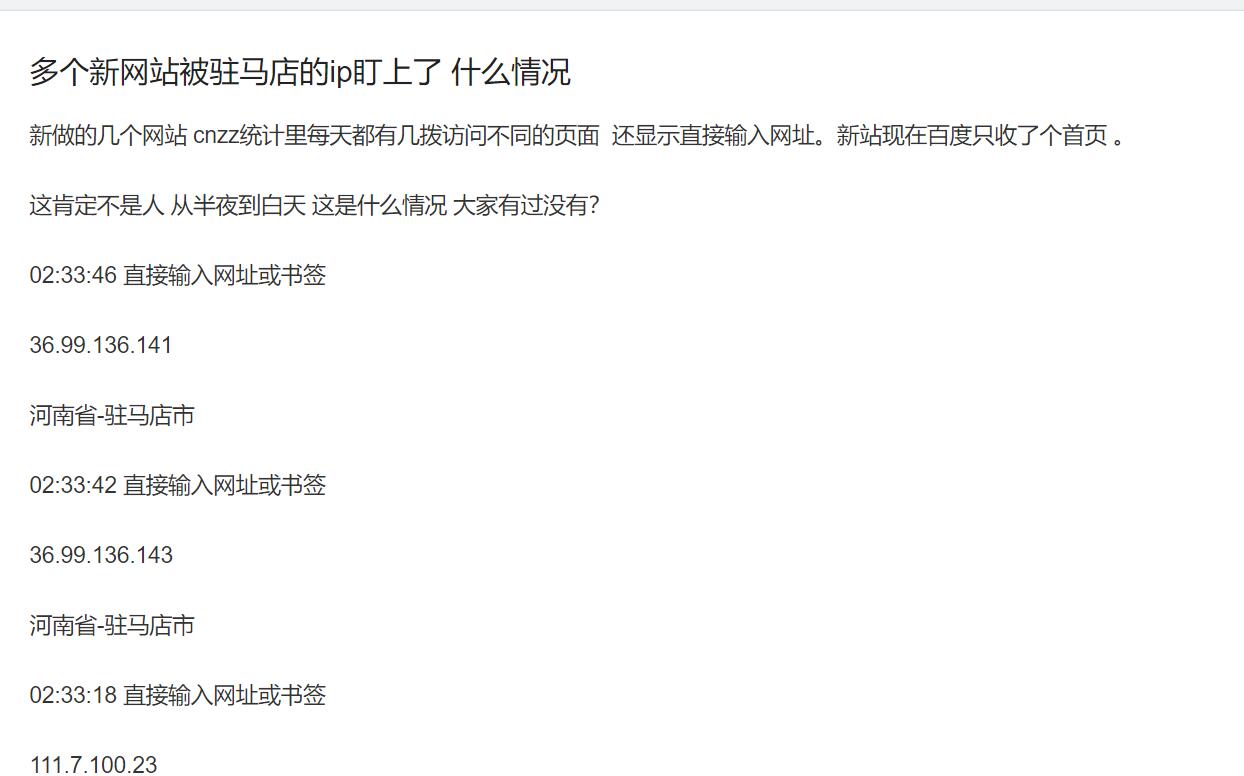 多个新网站被驻马店的ip盯上了 什么情况
新做的几个网站 cnzz统计里每天都有几拨访问不同的页面 还显示直接输入网址。新站现在百度只收了个首页 。
这肯定不是人 从半夜到白天 这是什么情况 大家有过没有？
02:33:46 直接输入网址或书签
36.99.136.141
河南省-驻马店市
02:33:42 直接输入网址或书签
36.99.136.143
河南省-驻马店市
02:33:18 直接输入网址或书签
111.7.100.23